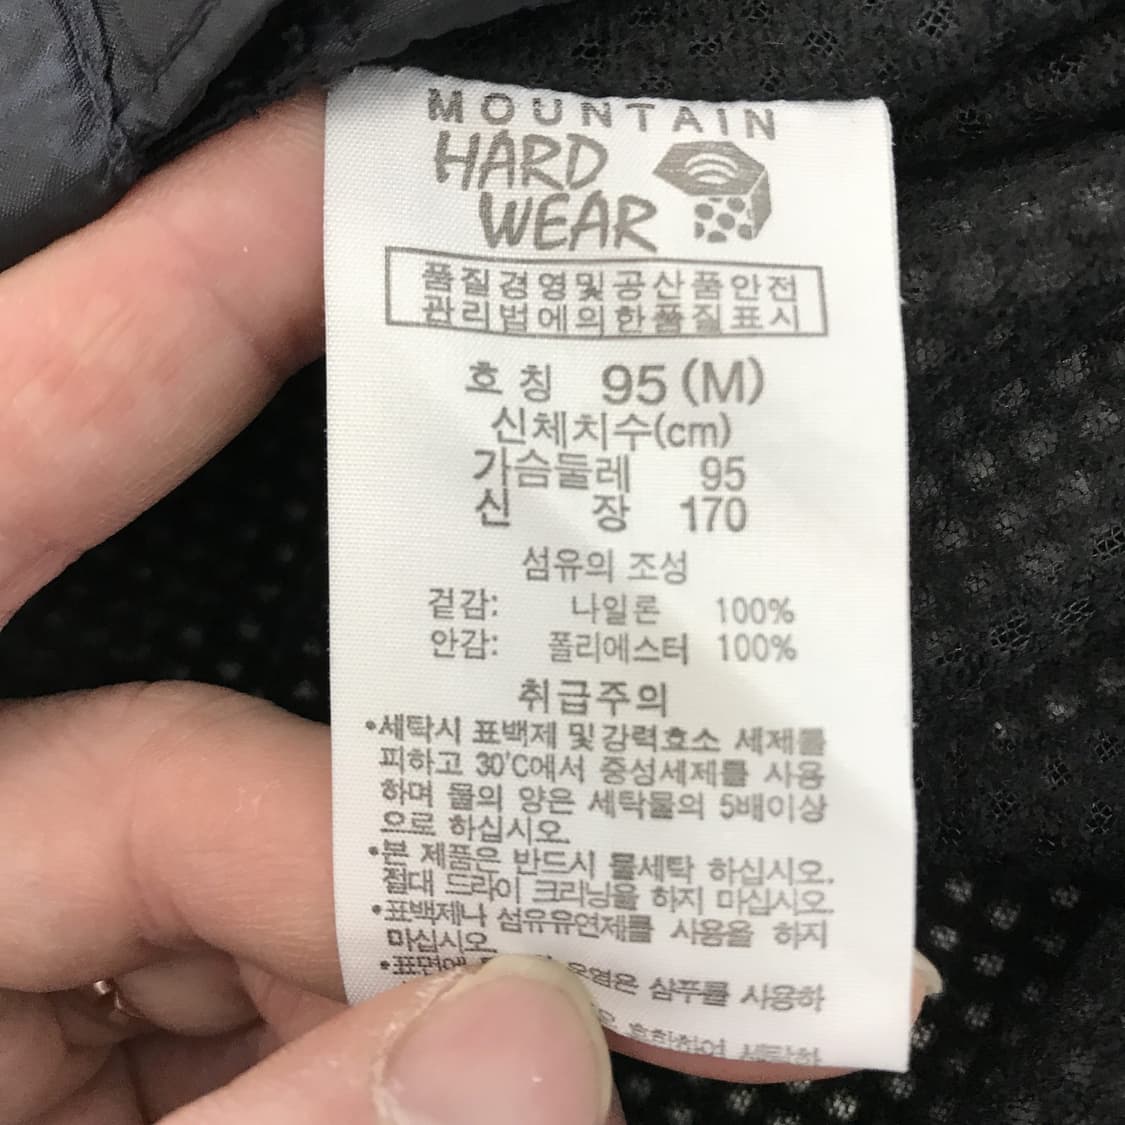 MOUNTAIN
HARD
WEAR
품질경영및공산품안전
관리법에의한품질표시
호칭 95(M)
신체치수(cm)
가슴둘레 95
신 장 170
섬유의 조성
겉감: 나일론 100%
안감: 폴리에스터 100%
취급주의
•세탁시 표백제 및 강력효소 세제를
피하고 30'C에서 중성세제를 사용
하며 물의 양은 세탁물의 5배이상
으로 하십시오.
•본 제품은 반드시 물세탁 하십시오.
절대 드라이 크리닝을 하지 마십시오.
•표백제나 섬유유연제를 사용을 하지
마십시오.
•표면에 오염은 샴푸를 사용하